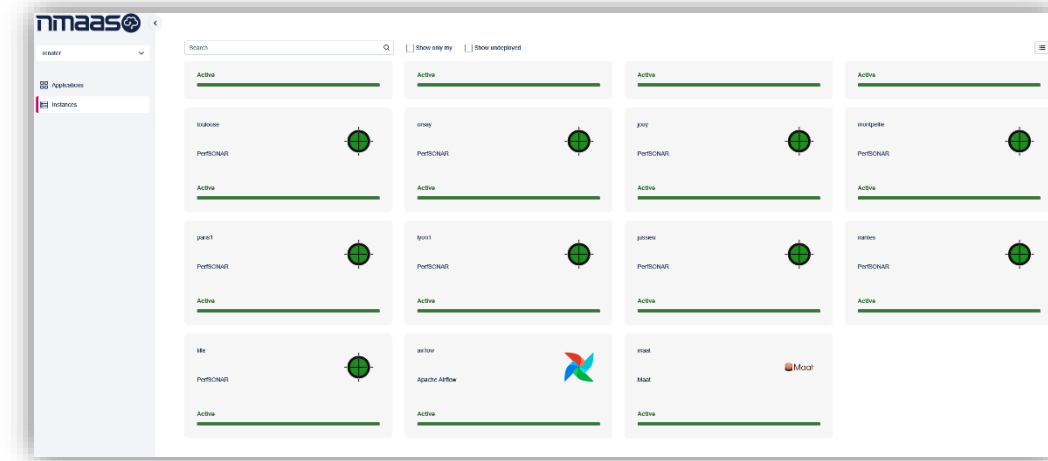 nmaas
renater
Search
Show only my
Show undeployed
Applications
Instances
Active
Active
Active
Active
toulouse
orsay
jouy
montpellier
PerfSONAR
PerfSONAR
PerfSONAR
PerfSONAR
Active
Active
Active
Active
paris1
lyon1
jussieu
nantes
PerfSONAR
PerfSONAR
PerfSONAR
PerfSONAR
Active
Active
Active
Active
lille
airflow
maat
Maat
PerfSONAR
Apache Airflow
Maat
Active
Active
Active